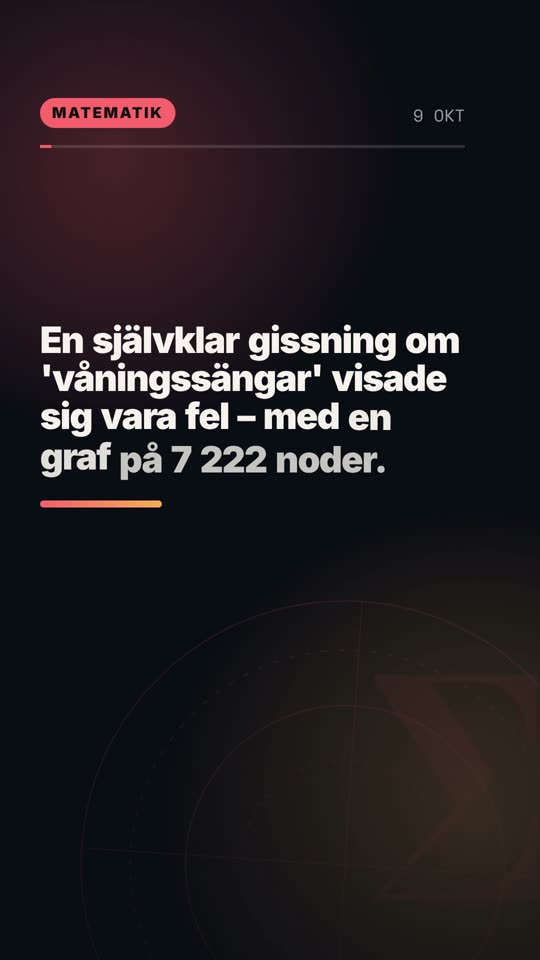 MATEMATIK
9 OKT
En självklar gissning om
'våningssängar' visade
sig vara fel – med en
graf på 7 222 noder.
Σ